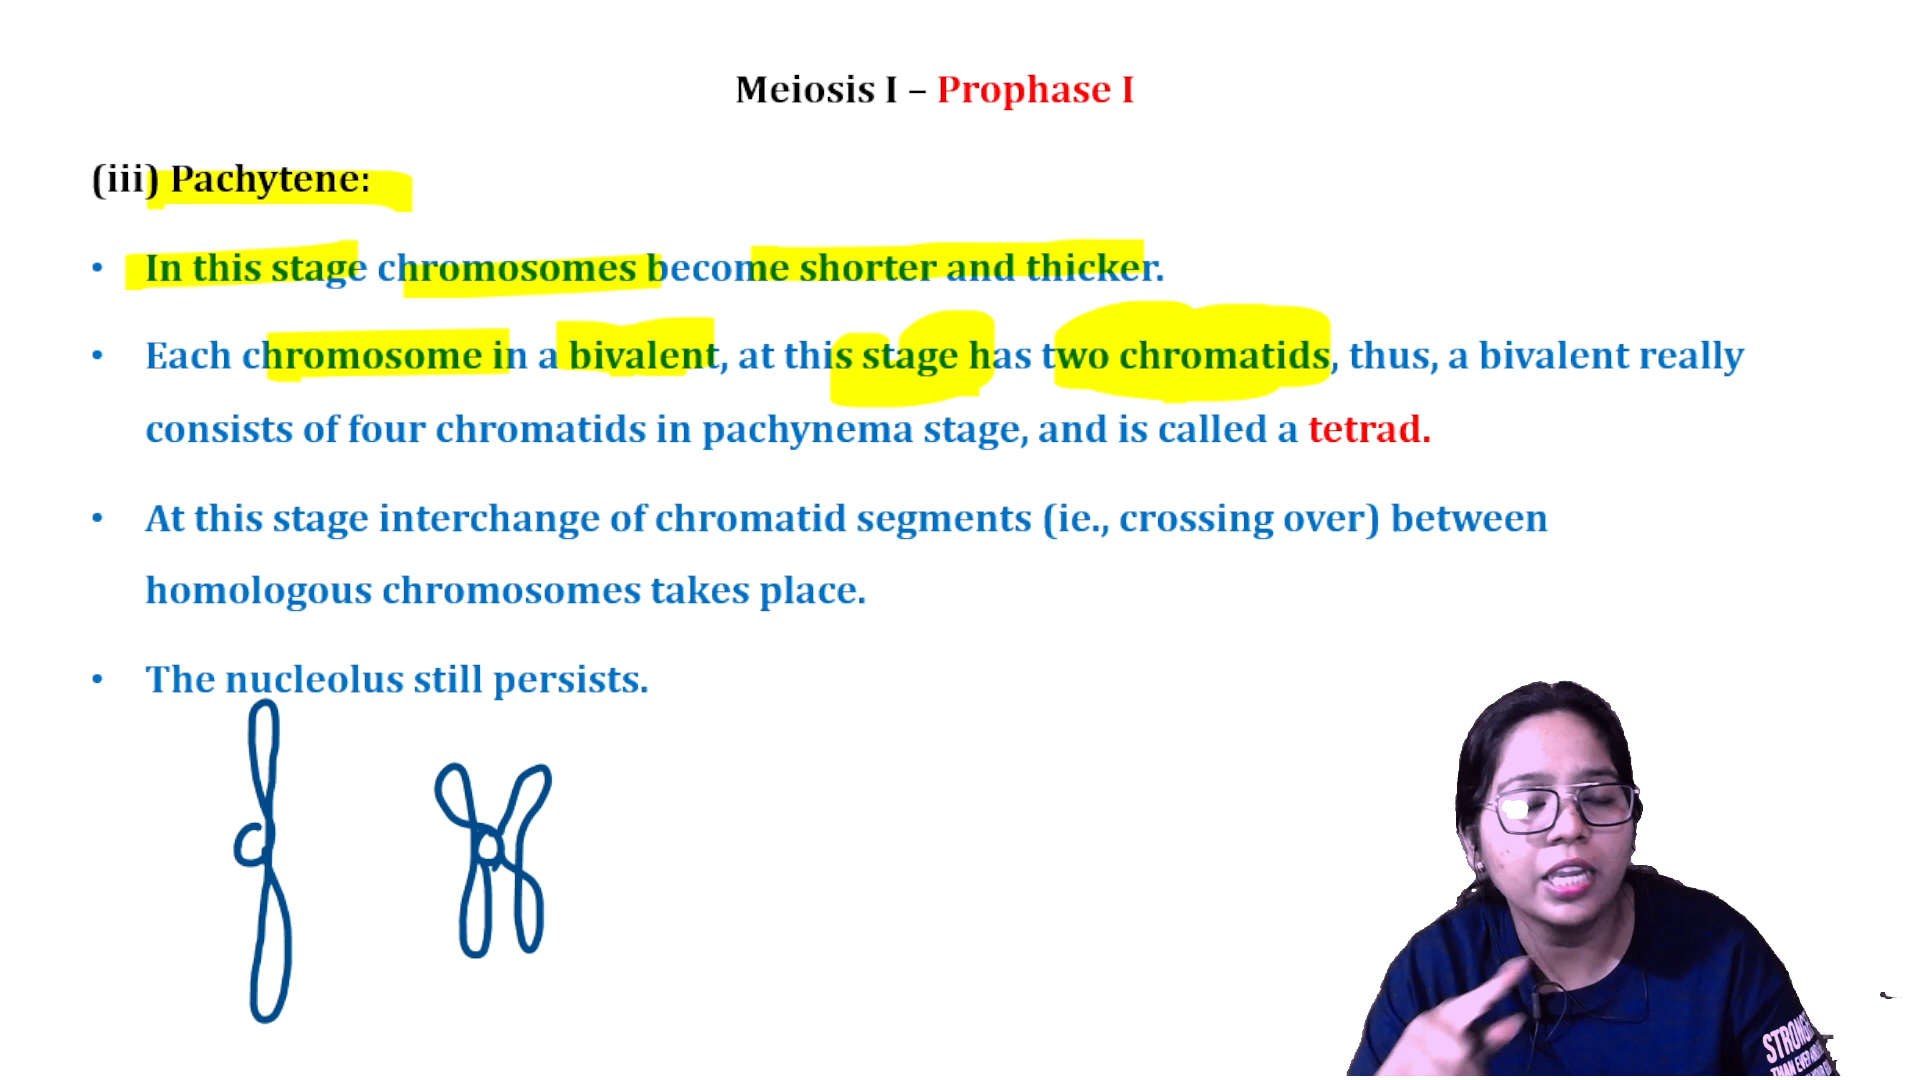 Meiosis I – Prophase I
(iii) Pachytene:
• In this stage chromosomes become shorter and thicker.
• Each chromosome in a bivalent, at this stage has two chromatids, thus, a bivalent really
consists of four chromatids in pachynema stage, and is called a tetrad.
• At this stage interchange of chromatid segments (ie., crossing over) between
homologous chromosomes takes place.
• The nucleolus still persists.
THAN EVER